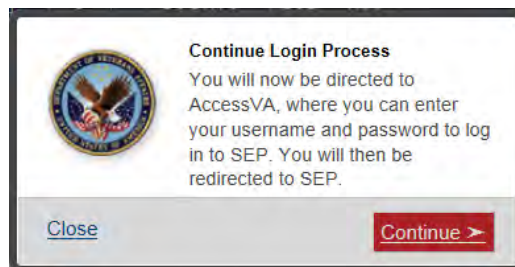 Continue Login Process
You will now be directed to
AccessVA, where you can enter
your username and password to log
in to SEP. You will then be
redirected to SEP.
Close
Continue ➤